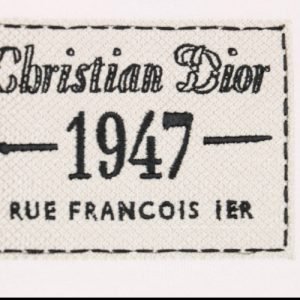 Christian Dior
1947
RUE FRANCOIS IER